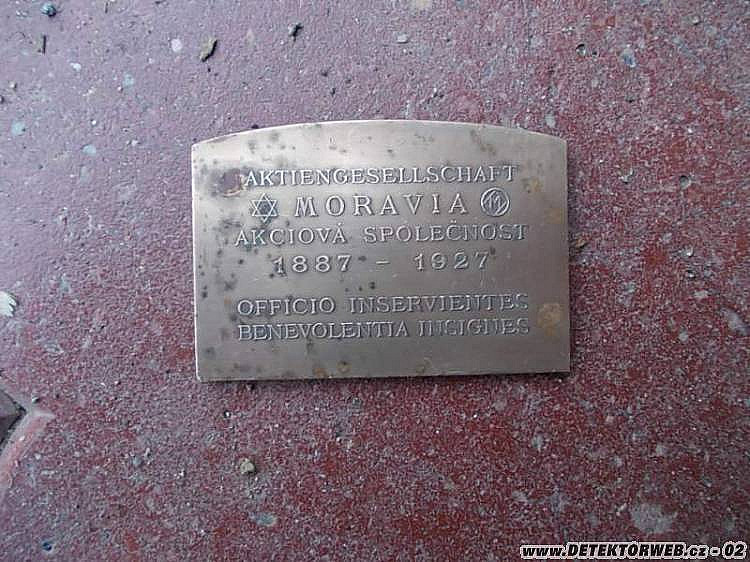 AKTIENGESELLSCHAFT
✡ MORAVIA M
AKCIOVÁ SPOLEČNOST
1887 - 1927
OFFICIO INSERVIENTES
BENEVOLENTIA INSIGNES
www.DETEKTORWEB.cz - 02